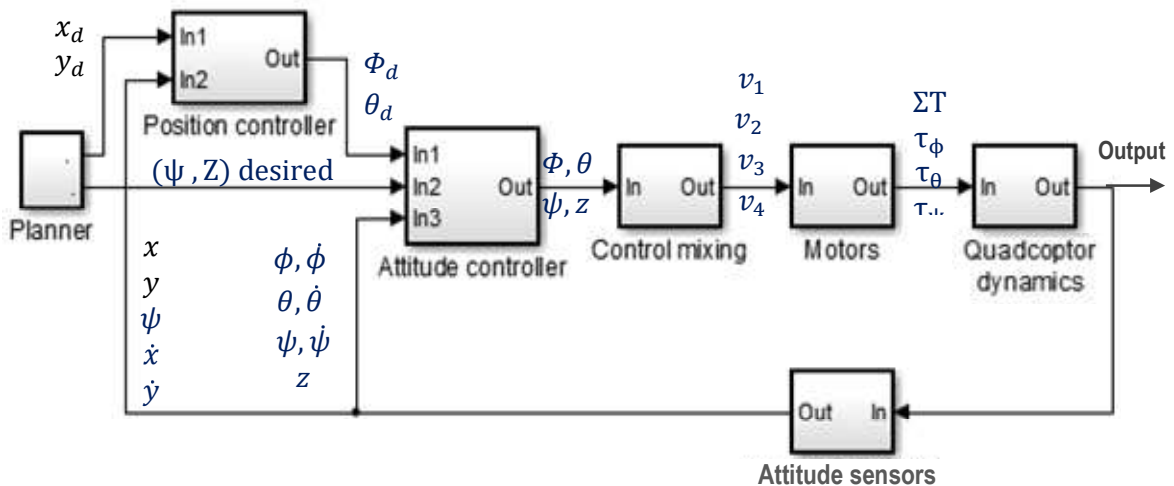 x_d
y_d
In1
In2
Out
Position controller
Φ_d
θ_d
Planner
(ψ , Z) desired
In1
In2
In3
Out
Attitude controller
Φ, θ
ψ, z
In
Out
Control mixing
v_1
v_2
v_3
v_4
In
Out
Motors
ΣT
τ_ϕ
τ_θ
τ_ψ
In
Out
Quadcoptor
dynamics
Output
x
y
ψ
ẋ
ẏ
ϕ, ϕ̇
θ, θ̇
ψ, ψ̇
z
Out
In
Attitude sensors